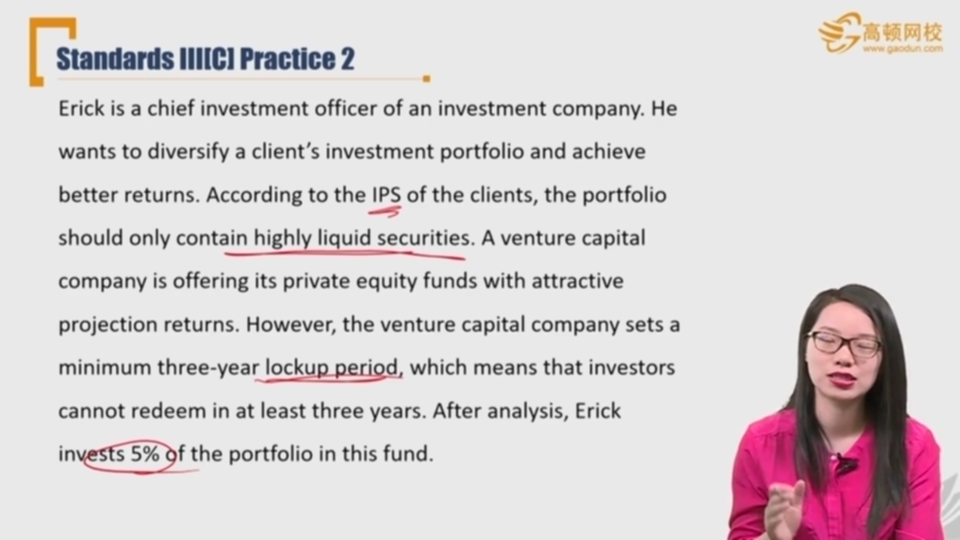 高顿网校
www.gaodun.com
Standards III[C] Practice 2
Erick is a chief investment officer of an investment company. He
wants to diversify a client’s investment portfolio and achieve
better returns. According to the IPS of the clients, the portfolio
should only contain highly liquid securities. A venture capital
company is offering its private equity funds with attractive
projection returns. However, the venture capital company sets a
minimum three-year lockup period, which means that investors
cannot redeem in at least three years. After analysis, Erick
invests 5% of the portfolio in this fund.